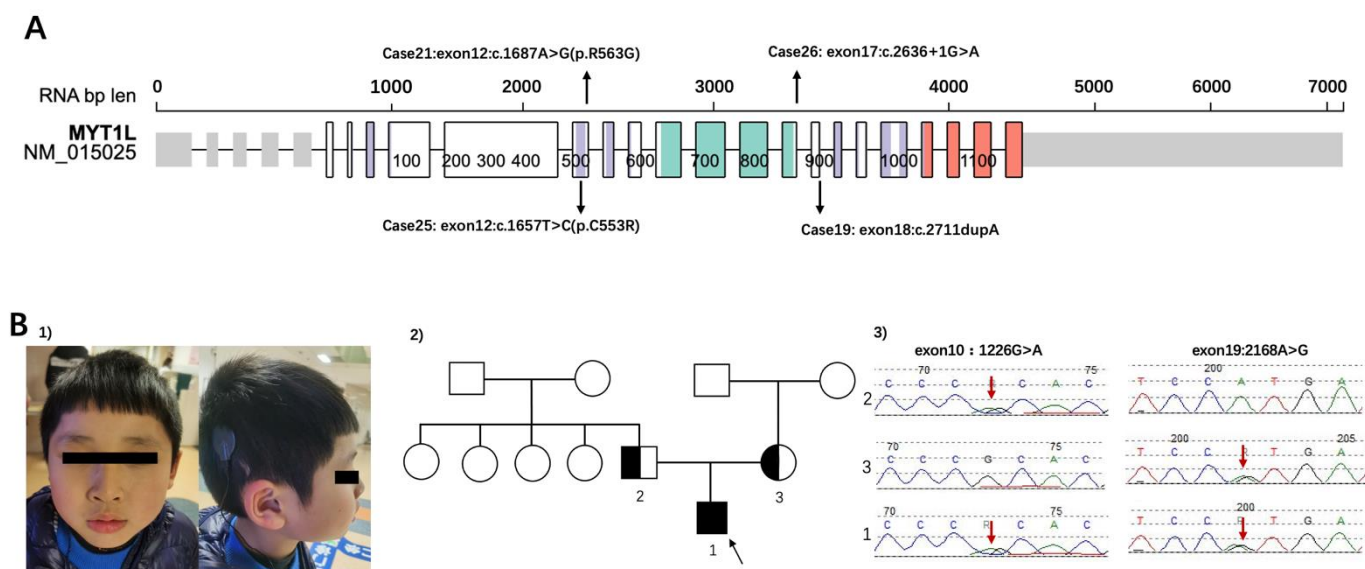 A
Case21:exon12:c.1687A>G(p.R563G)
Case26: exon17:c.2636+1G>A
RNA bp len
0 1000 2000 3000 4000 5000 6000 7000
MYT1L
NM_015025
100 200 300 400 500 600 700 800 900 1000 1100
Case25: exon12:c.1657T>C(p.C553R)
Case19: exon18:c.2711dupA
B
1)
2)
2
3
1
3)
exon10 : 1226G>A
exon19:2168A>G
70 75
C C C C A C
2
200
T C C A T G A
70 75
C C C G C A C
3
200 205
T C C T G A
70 75
C C C R C A C
1
200
T C C R T G A